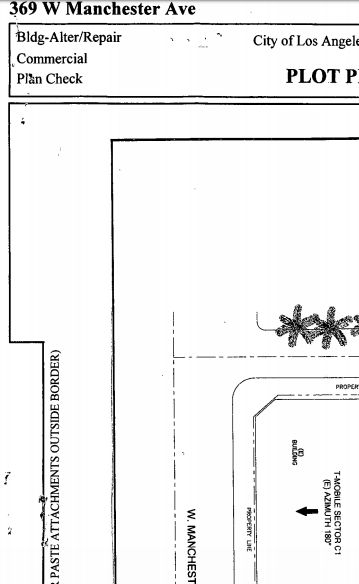 369 W Manchester Ave
Bldg-Alter/Repair
Commercial
Plan Check
City of Los Angele
PLOT P
PROPER
(E)
BUILDING
T-MOBILE SECTOR C1
(E) AZIMUTH 180°
PROPERTY LINE
W. MANCHEST
PASTE ATTACHMENTS OUTSIDE BORDER)